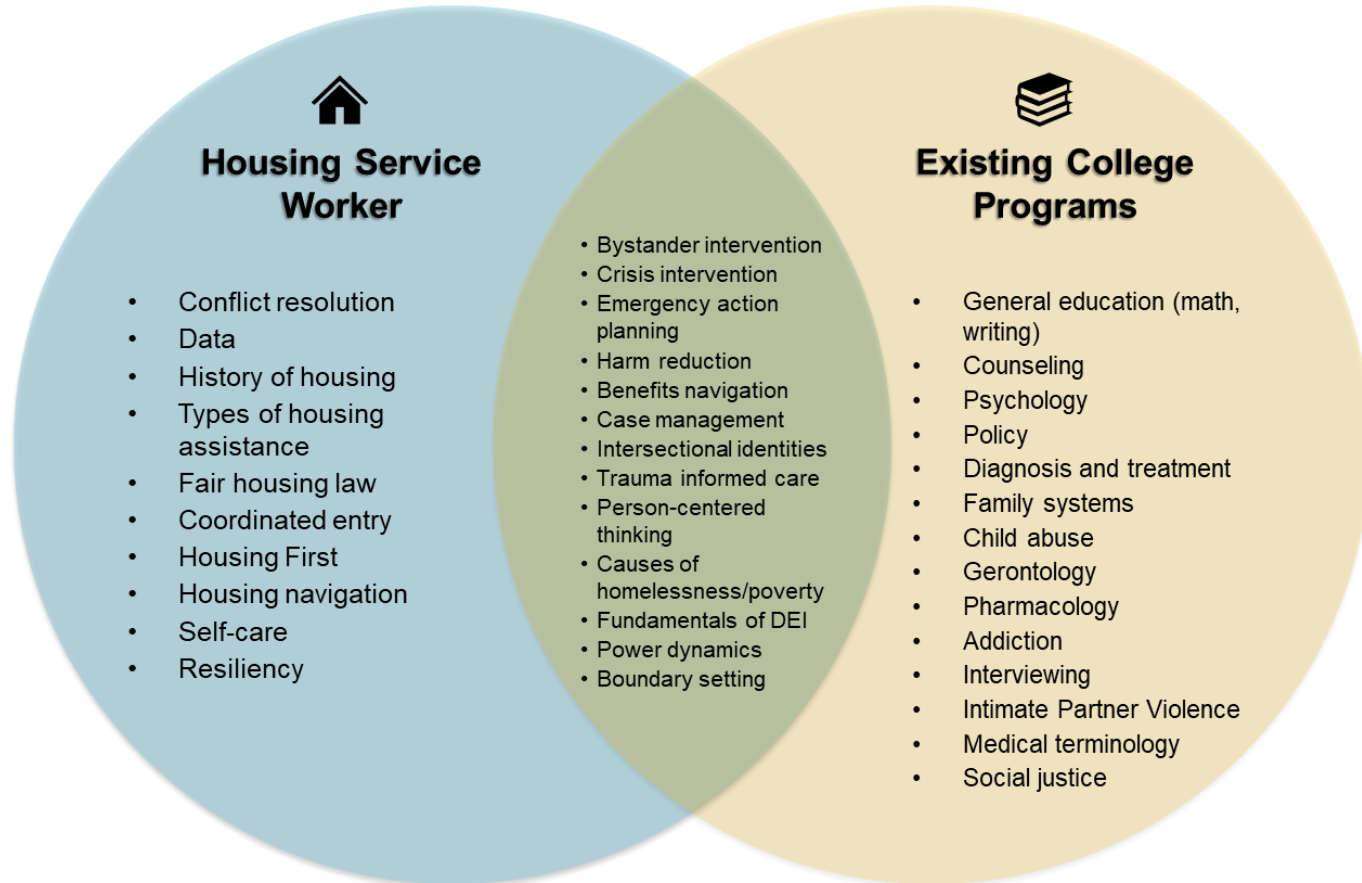 Housing Service
Worker
• Conflict resolution
• Data
• History of housing
• Types of housing
assistance
• Fair housing law
• Coordinated entry
• Housing First
• Housing navigation
• Self-care
• Resiliency
• Bystander intervention
• Crisis intervention
• Emergency action
planning
• Harm reduction
• Benefits navigation
• Case management
• Intersectional identities
• Trauma informed care
• Person-centered
thinking
• Causes of
homelessness/poverty
• Fundamentals of DEI
• Power dynamics
• Boundary setting
Existing College
Programs
• General education (math,
writing)
• Counseling
• Psychology
• Policy
• Diagnosis and treatment
• Family systems
• Child abuse
• Gerontology
• Pharmacology
• Addiction
• Interviewing
• Intimate Partner Violence
• Medical terminology
• Social justice